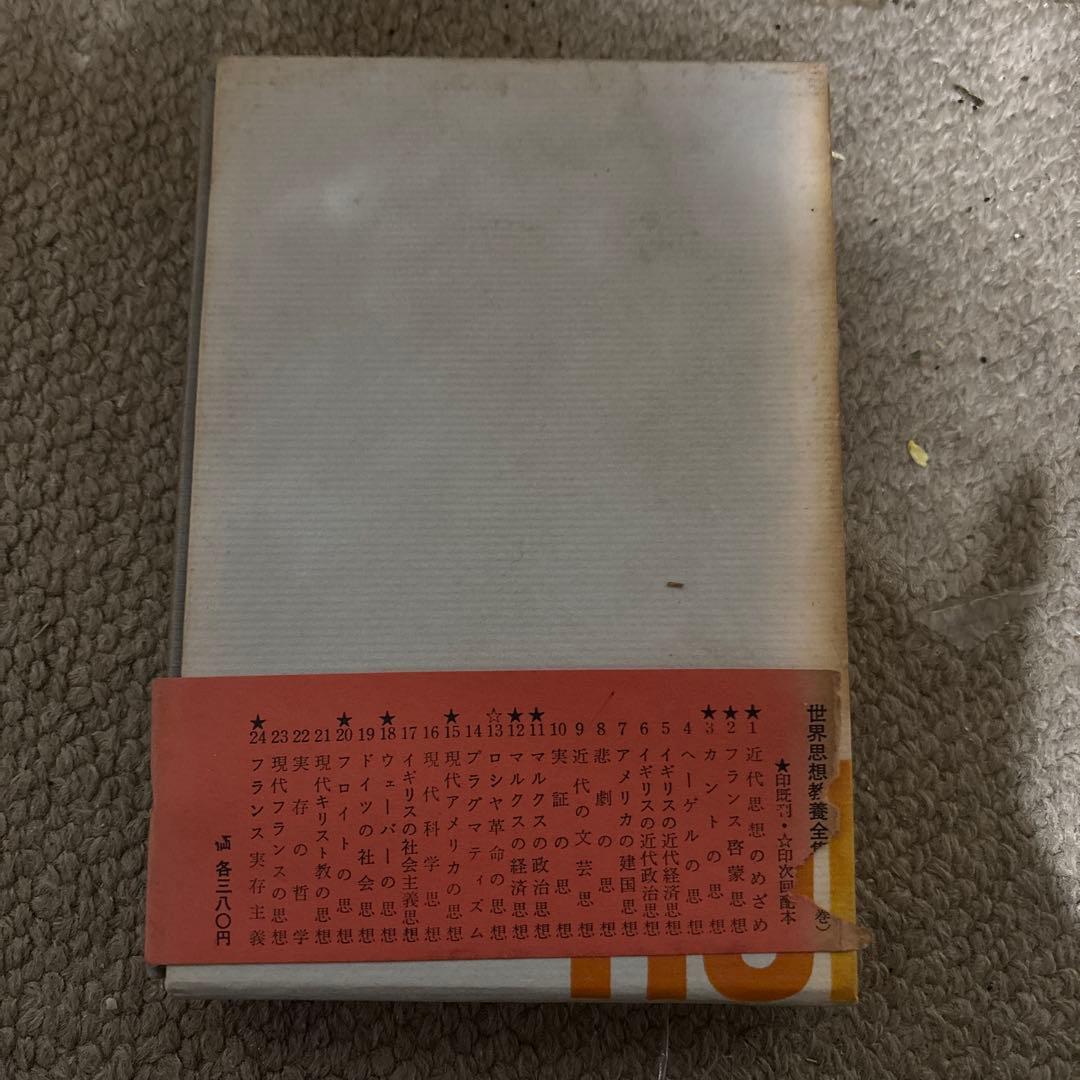 世界思想教養全集
巻)
★印既刊・☆印次回配本
★1 近代思想のめざめ
★2 フランス啓蒙思想
★3 カントの思想
4 ヘーゲルの思想
5 イギリスの近代経済思想
6 イギリスの近代政治思想
7 アメリカの建国思想
8 悲劇の思想
9 近代の文芸思想
10 実証の思想
★11 マルクスの政治思想
★12 マルクスの経済思想
☆13 ロシヤ革命の思想
14 プラグマティズム
★15 現代アメリカの思想
16 現代科学思想
17 イギリスの社会主義思想
★18 ウェーバーの思想
19 ドイツの社会思想
★20 フロイトの思想
21 現代キリスト教の思想
22 実存の哲学
23 現代フランスの思想
★24 フランス実存主義
価 各三八〇円